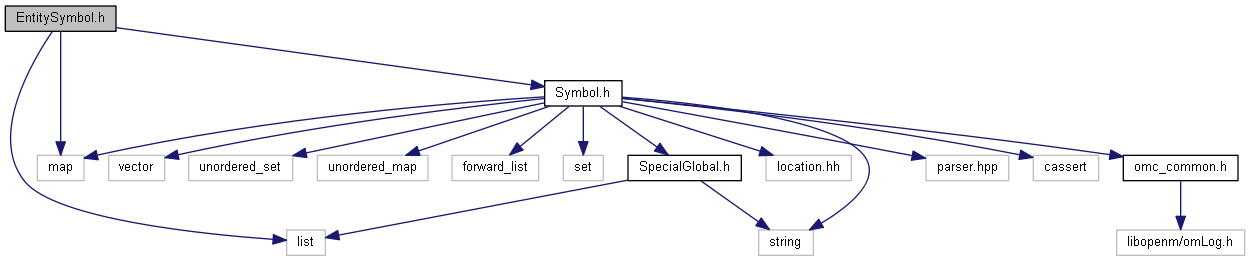 EntitySymbol.h
Symbol.h
map
vector
unordered_set
unordered_map
forward_list
set
SpecialGlobal.h
location.hh
parser.hpp
cassert
omc_common.h
list
string
libopenm/omLog.h